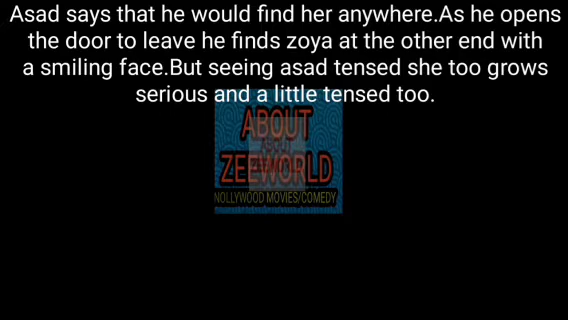 Asad says that he would find her anywhere.As he opens
the door to leave he finds zoya at the other end with
a smiling face.But seeing asad tensed she too grows
serious and a little tensed too.
ABOUT
ZEEWORLD
NOLLYWOOD MOVIES/COMEDY